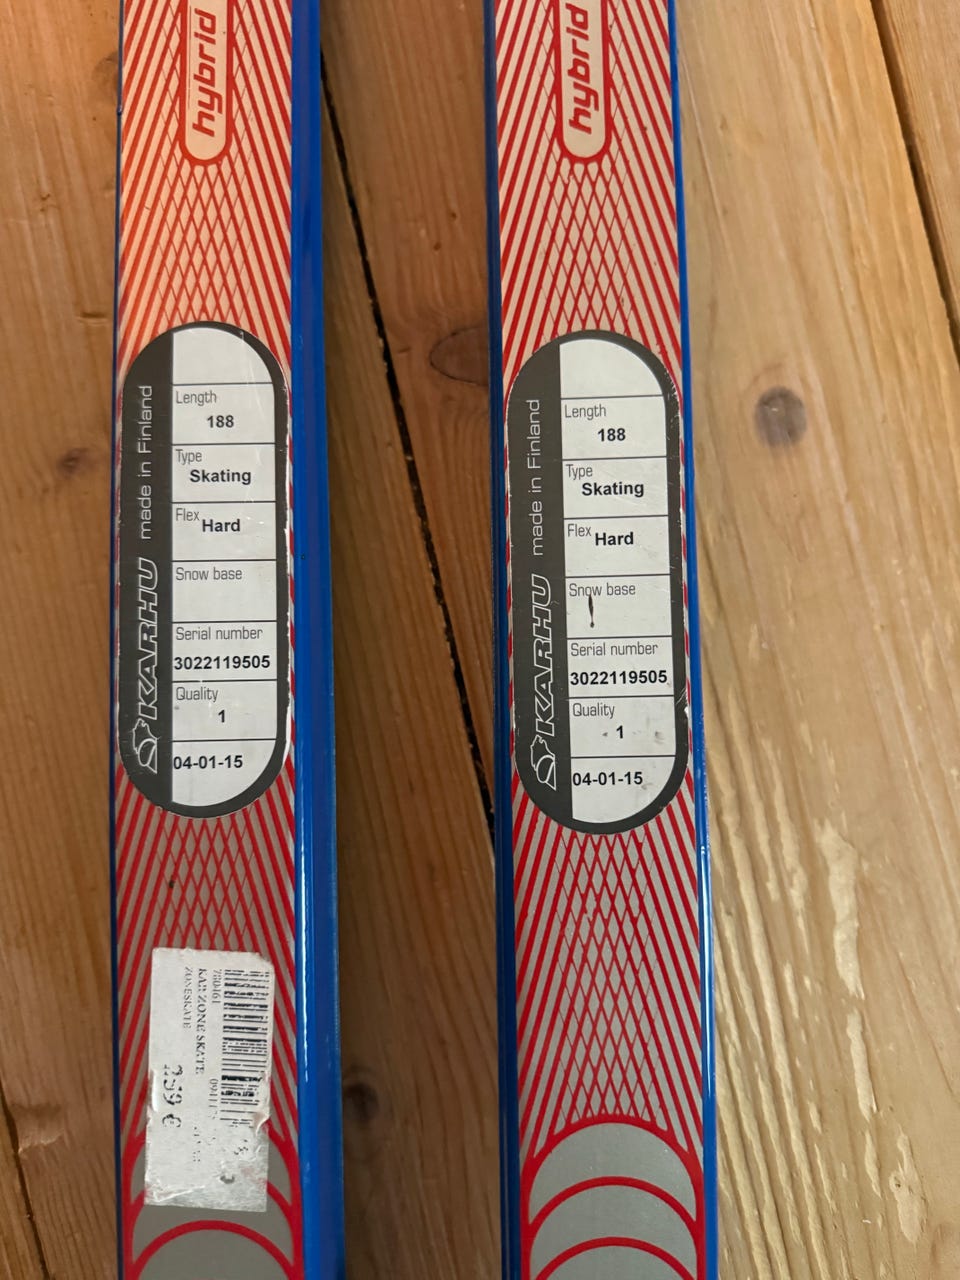 hybrid
Length
188
Type
Skating
Flex
Hard
Snow base
Serial number
3022119505
Quality
1
04-01-15
KARHU made in Finland
780461
KAR ZONE SKATE
ZONESKATE
hybrid
Length
188
Type
Skating
Flex
Hard
Snow base
Serial number
3022119505
Quality
1
04-01-15
KARHU made in Finland